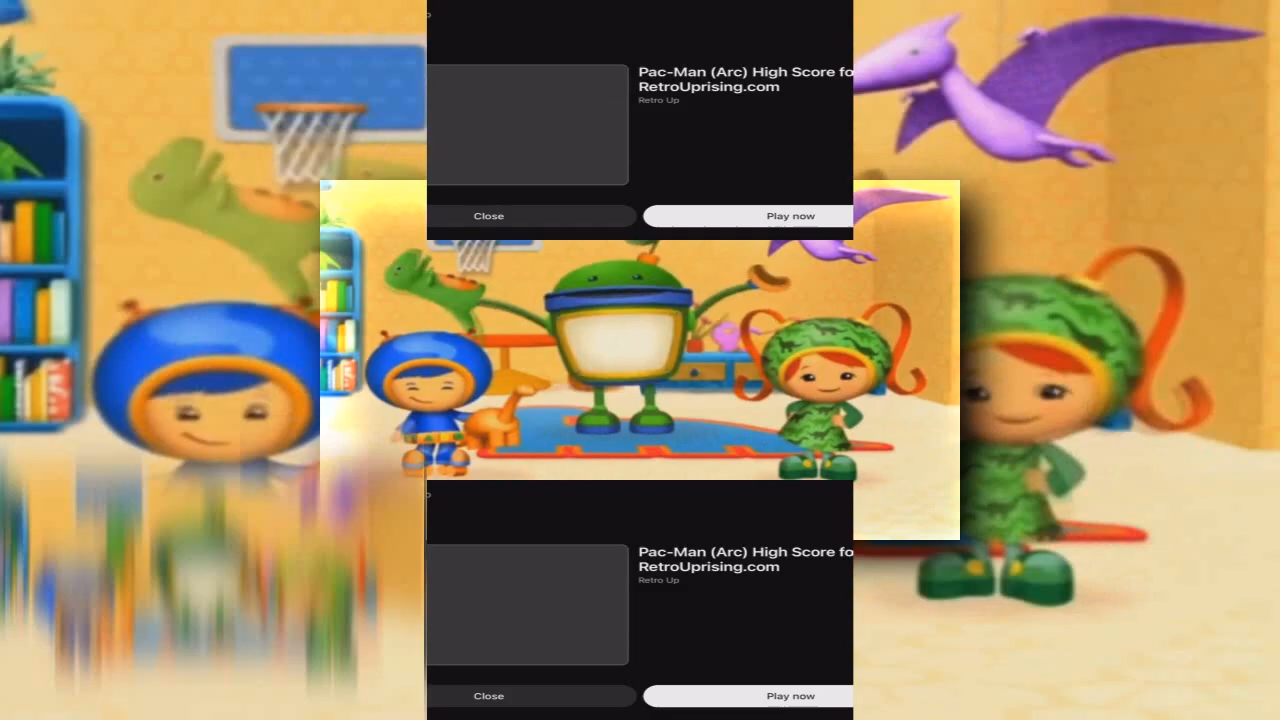 Pac-Man (Arc) High Score fo
RetroUprising.com
Retro Up
Close
Play now
Pac-Man (Arc) High Score fo
RetroUprising.com
Retro Up
Close
Play now